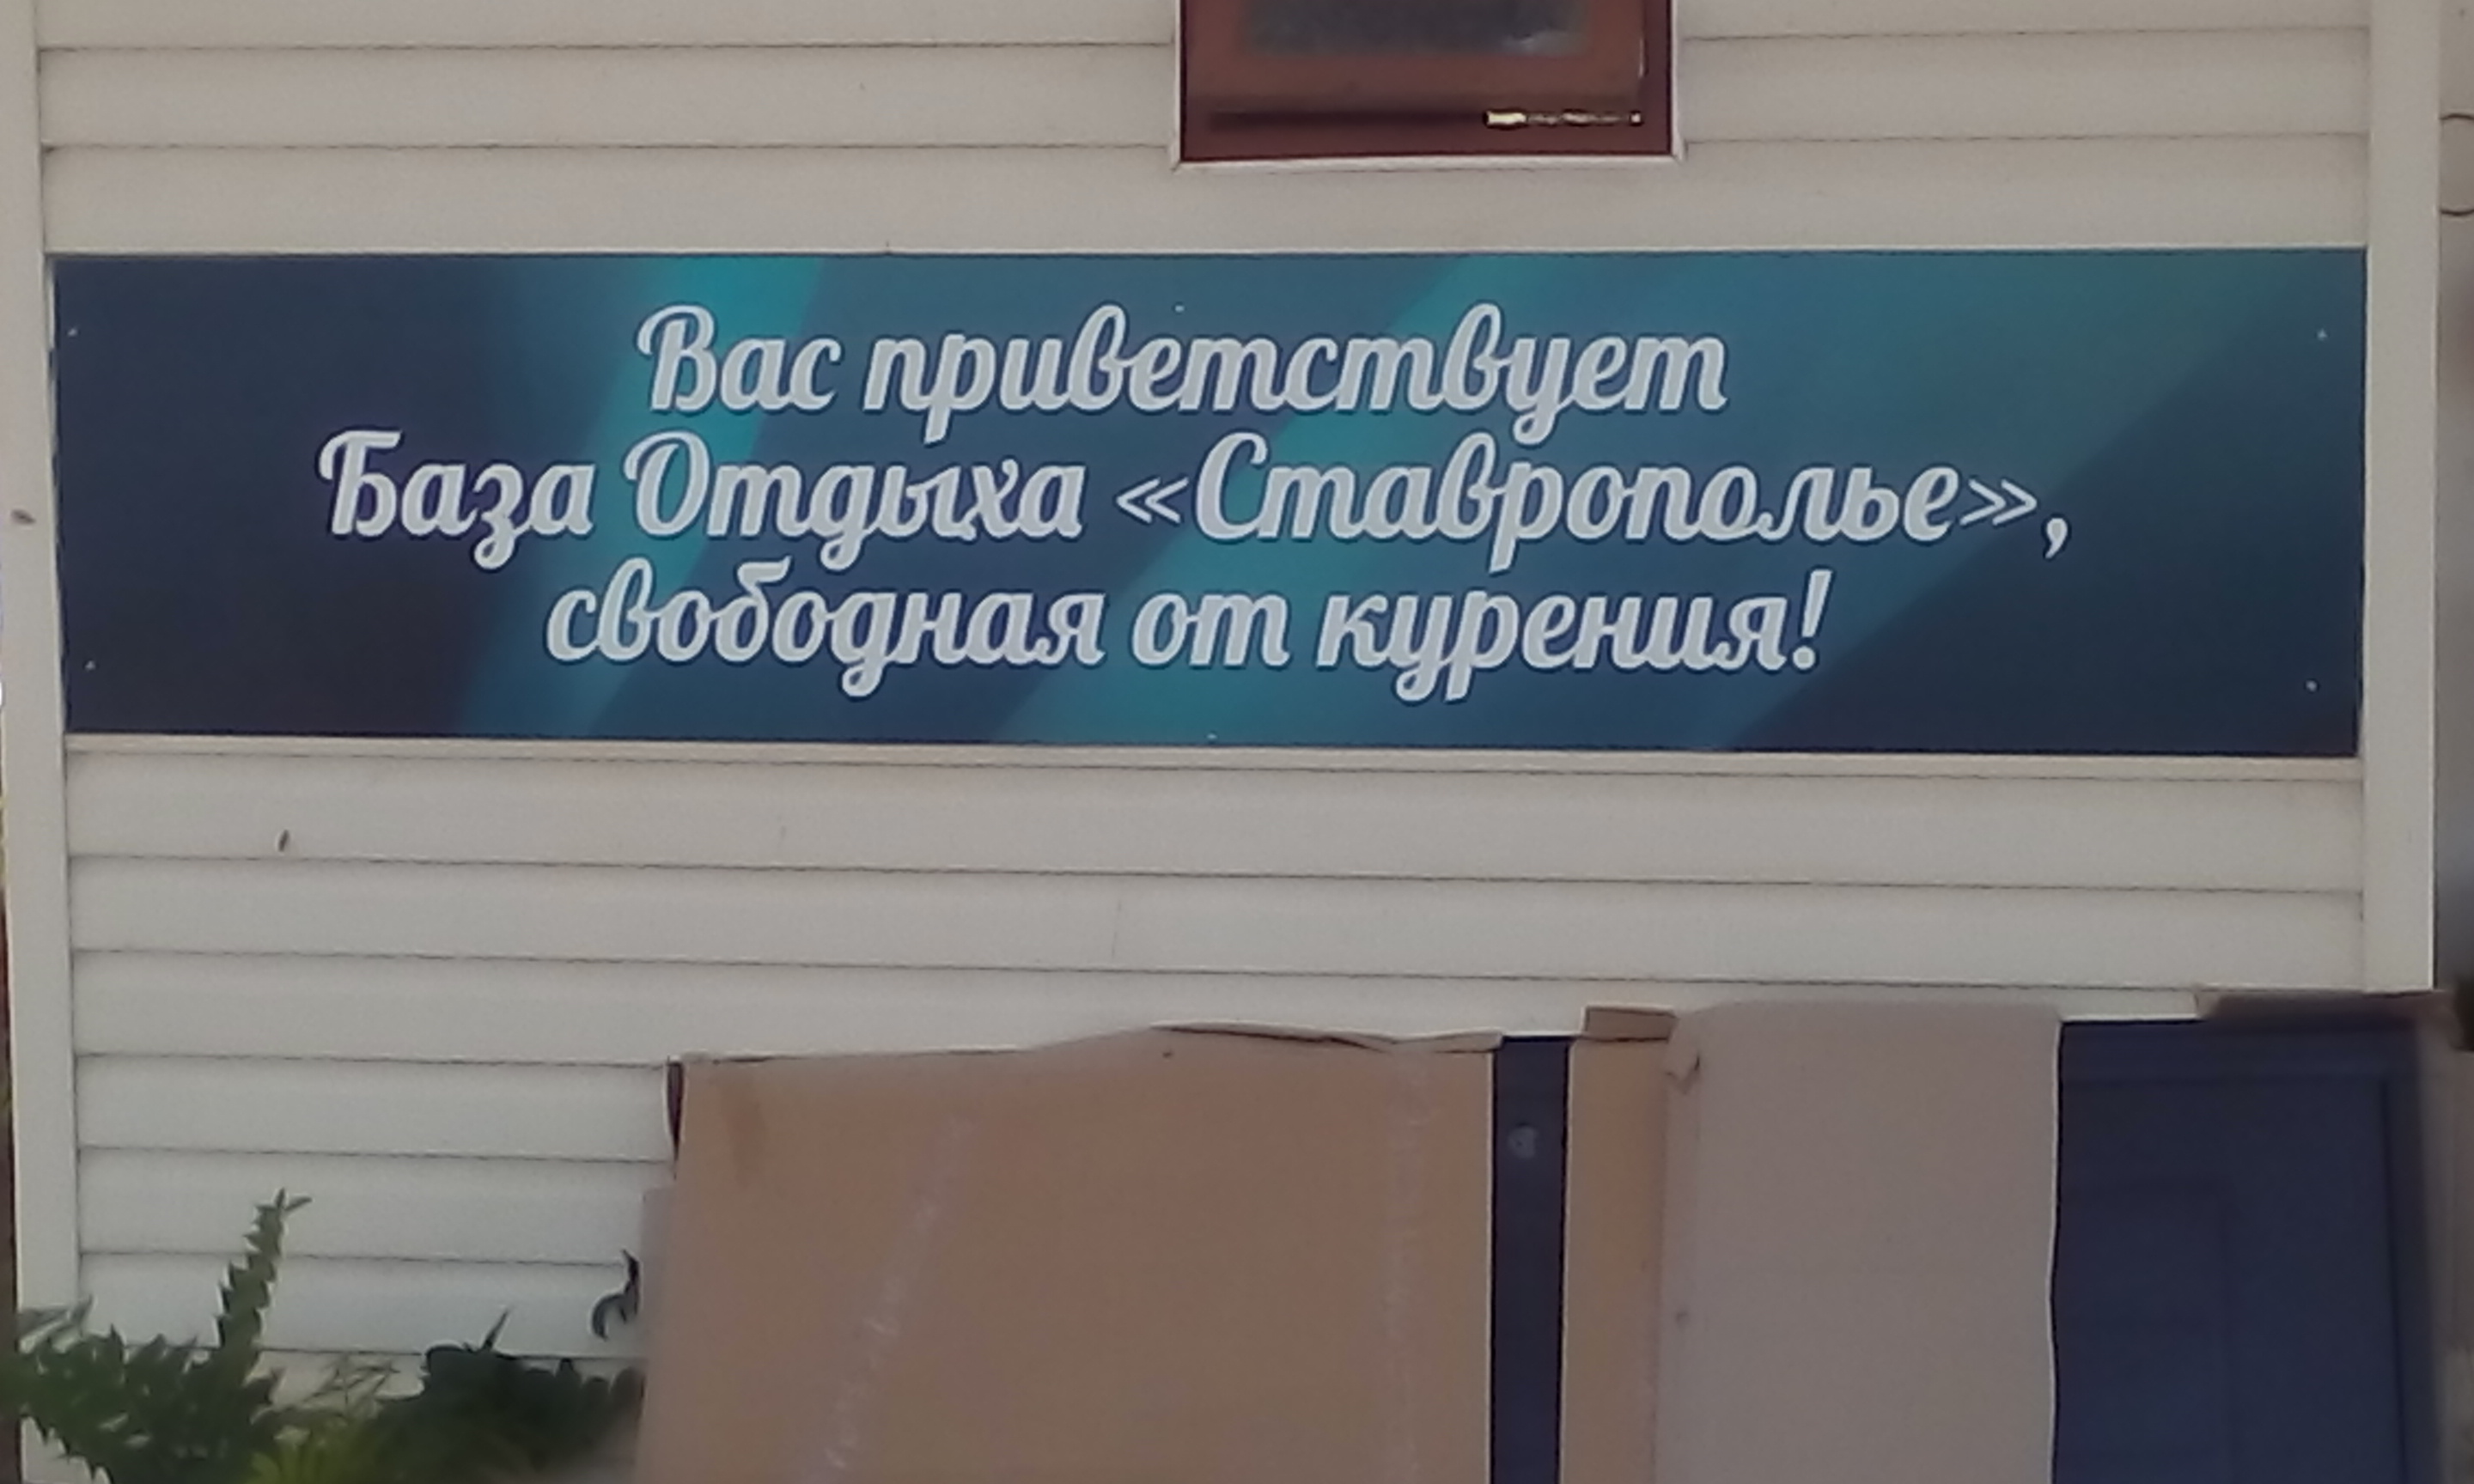 Вас приветствует
База Отдыха «Ставрополье»,
свободная от курения!